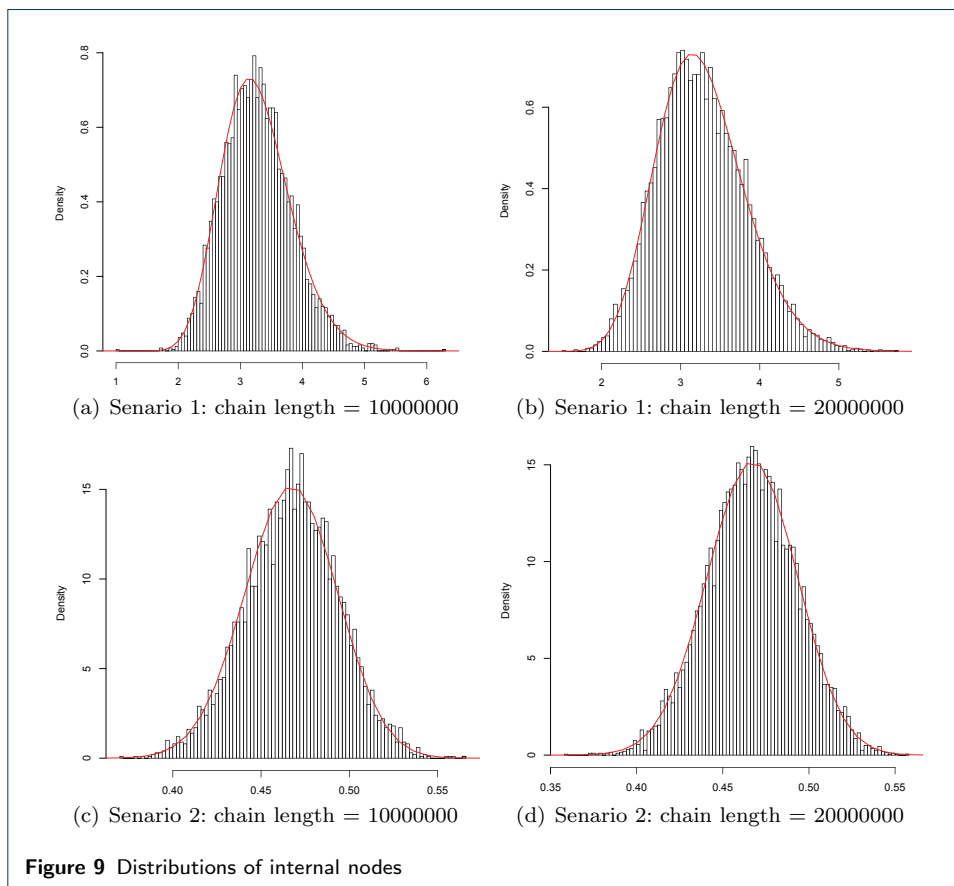 0.8
0.6
0.4
0.2
0.0
Density
1 2 3 4 5 6
(a) Senario 1: chain length = 10000000
0.6
0.4
0.2
0.0
Density
2 3 4 5
(b) Senario 1: chain length = 20000000
15
10
5
0
Density
0.40 0.45 0.50 0.55
(c) Senario 2: chain length = 10000000
15
10
5
0
Density
0.35 0.40 0.45 0.50 0.55
(d) Senario 2: chain length = 20000000
Figure 9 Distributions of internal nodes